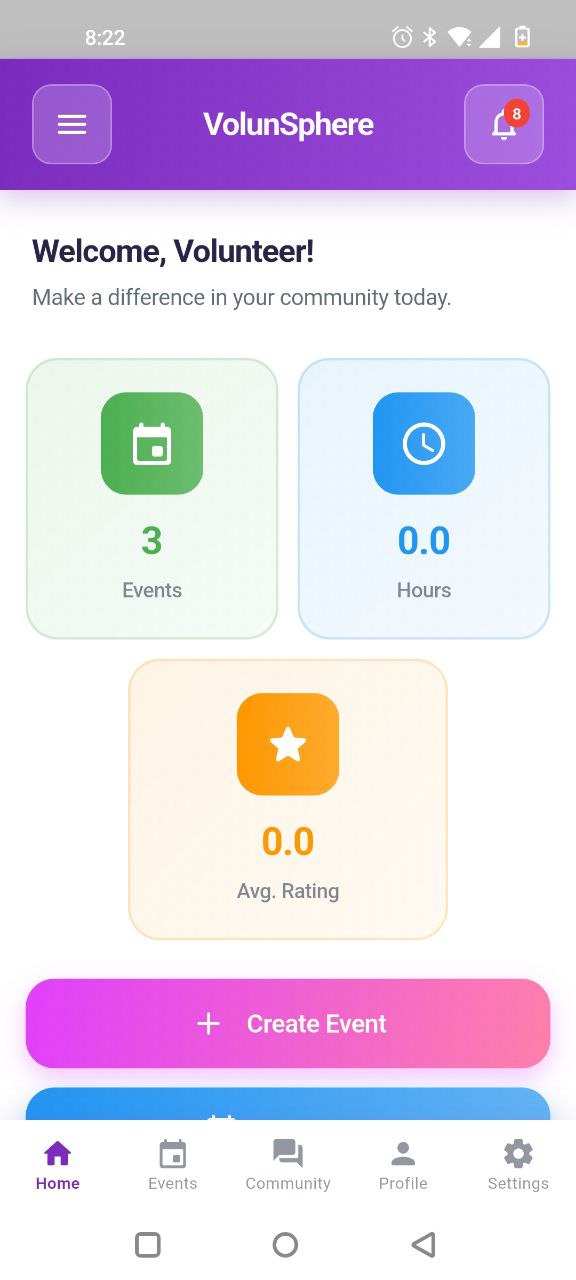 8:22
VolunSphere
8
Welcome, Volunteer!
Make a difference in your community today.
3
Events
0.0
Hours
0.0
Avg. Rating
Create Event
Home
Events
Community
Profile
Settings